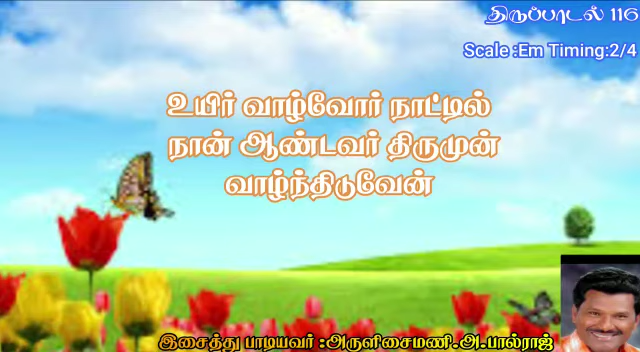 திருப்பாடல் 116
Scale :Em Timing:2/4
உயிர் வாழ்வோர் நாட்டில்
நான் ஆண்டவர் திருமுன்
வாழ்ந்திடுவேன்
இசைத்து பாடியவர் :அருளிசைமணி.அ.பால்ராஜ்